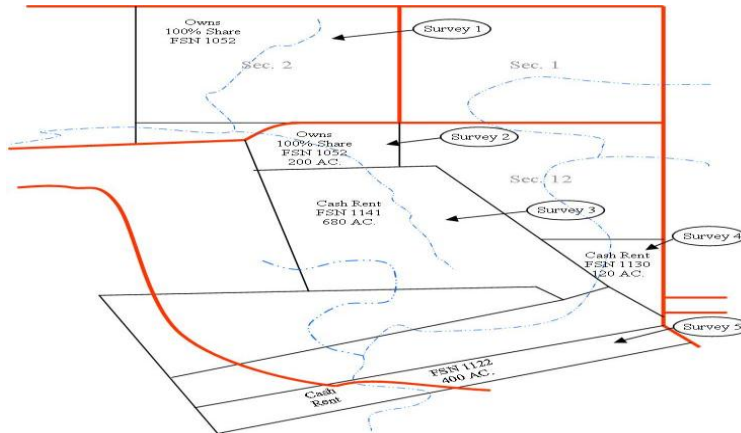 Owns
100% Share
FSN 1052
Survey 1
Sec. 2
Sec. 1
Owns
100% Share
FSN 1052
200 AC.
Survey 2
Sec. 12
Cash Rent
FSN 1141
680 AC.
Survey 3
Survey 4
Cash Rent
FSN 1130
120 AC.
Survey 5
FSN 1122
400 AC.
Cash
Rent